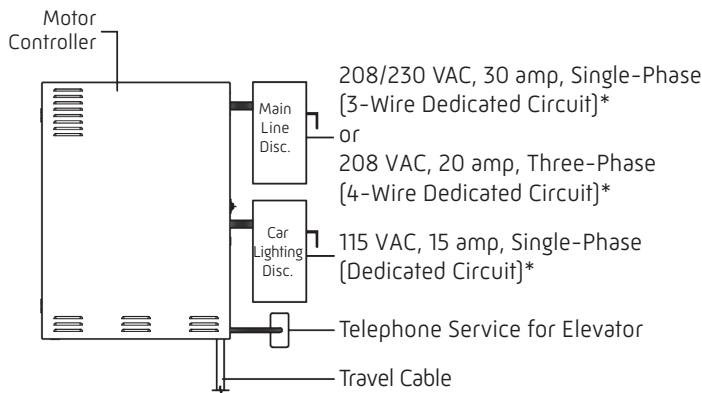 Motor
Controller
Main
Line
Disc.
208/230 VAC, 30 amp, Single-Phase
(3-Wire Dedicated Circuit)*
or
208 VAC, 20 amp, Three-Phase
(4-Wire Dedicated Circuit)*
Car
Lighting
Disc.
115 VAC, 15 amp, Single-Phase
(Dedicated Circuit)*
Telephone Service for Elevator
Travel Cable